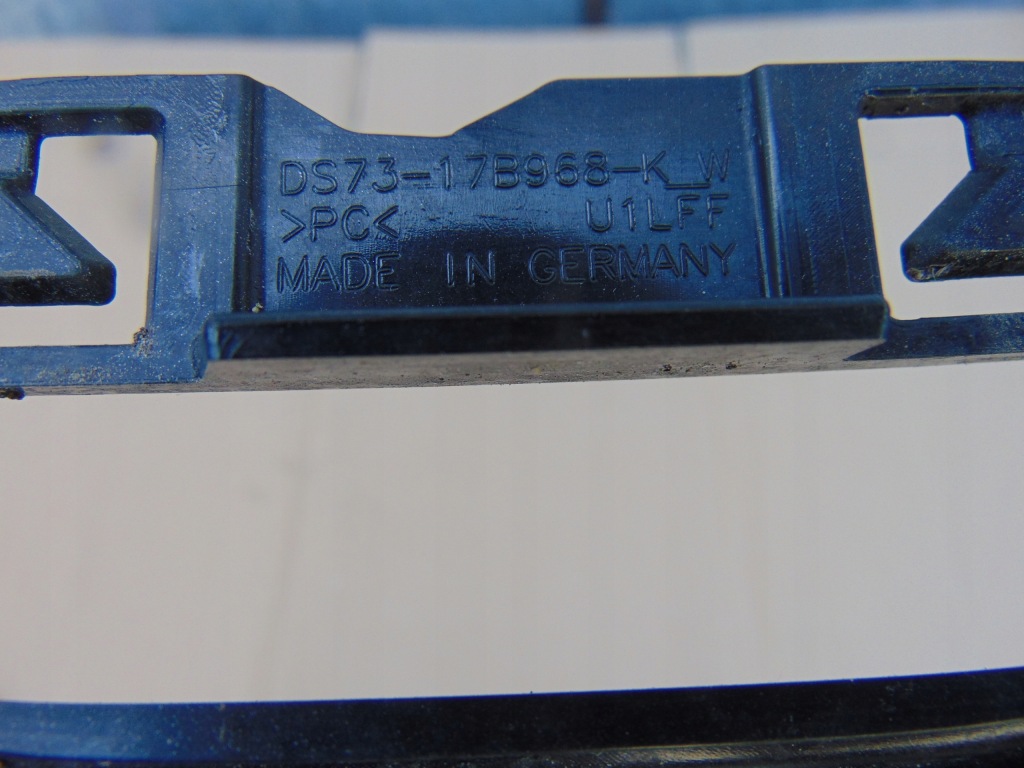 DS73-17B968-K_W
>PC< U1LFF
MADE IN GERMANY